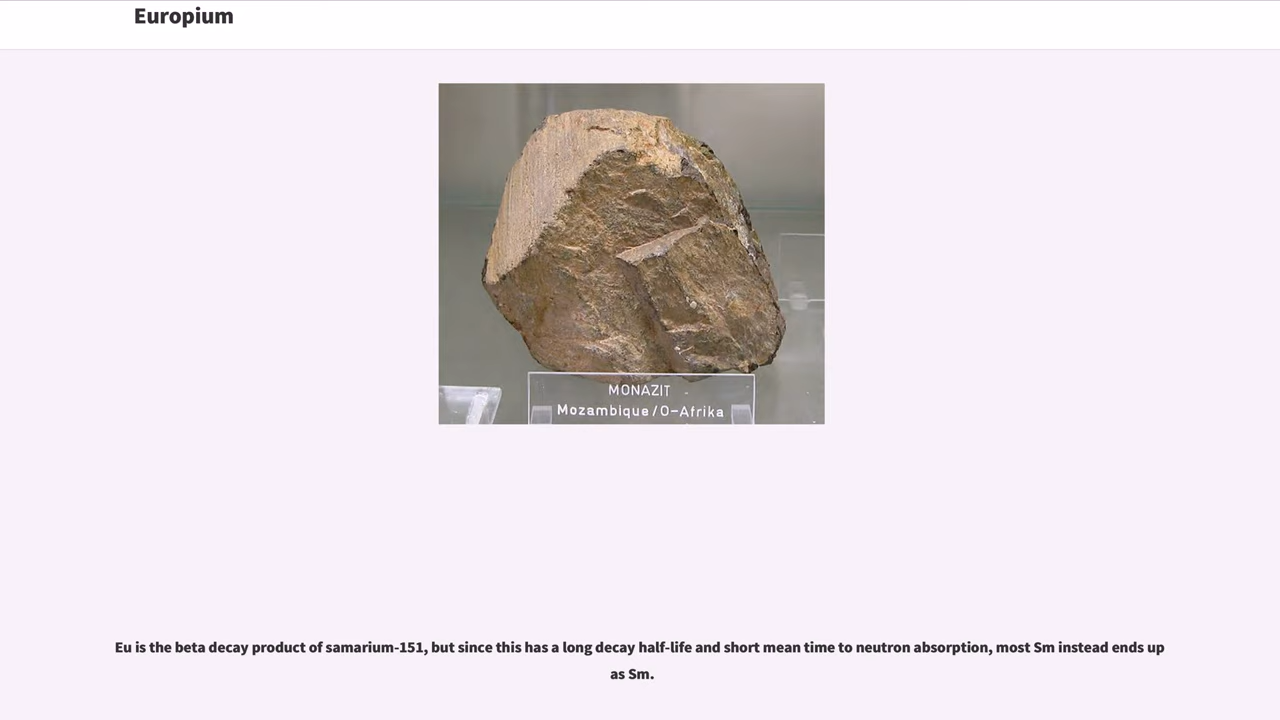 Europium
MONAZIT
Mozambique/O-Afrika
Eu is the beta decay product of samarium-151, but since this has a long decay half-life and short mean time to neutron absorption, most Sm instead ends up
as Sm.